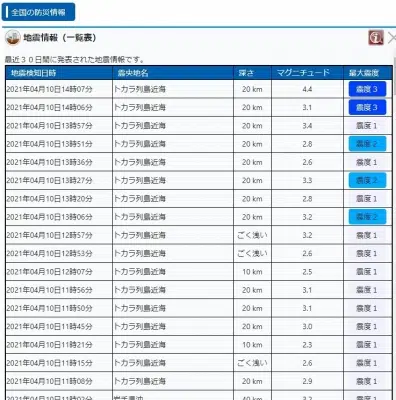 全国の防災情報
地震情報（一覧表）
最近３０日間に発表された地震情報です。
地震検知日時 震央地名 深さ マグニチュード 最大震度
2021年04月10日14時07分 トカラ列島近海 20 km 4.4 震度３
2021年04月10日14時06分 トカラ列島近海 20 km 3.1 震度３
2021年04月10日13時57分 トカラ列島近海 20 km 3.4 震度１
2021年04月10日13時51分 トカラ列島近海 20 km 2.8 震度２
2021年04月10日13時36分 トカラ列島近海 20 km 2.6 震度１
2021年04月10日13時27分 トカラ列島近海 20 km 3.3 震度２
2021年04月10日13時20分 トカラ列島近海 20 km 2.8 震度１
2021年04月10日13時06分 トカラ列島近海 20 km 3.2 震度２
2021年04月10日12時57分 トカラ列島近海 ごく浅い 3.2 震度１
2021年04月10日12時53分 トカラ列島近海 ごく浅い 2.6 震度１
2021年04月10日12時07分 トカラ列島近海 10 km 2.5 震度１
2021年04月10日11時56分 トカラ列島近海 20 km 3.1 震度１
2021年04月10日11時50分 トカラ列島近海 20 km 3.1 震度１
2021年04月10日11時45分 トカラ列島近海 20 km 3.0 震度１
2021年04月10日11時21分 トカラ列島近海 10 km 2.3 震度１
2021年04月10日11時15分 トカラ列島近海 ごく浅い 2.6 震度１
2021年04月10日11時08分 トカラ列島近海 20 km 2.9 震度１
2021年04月10日11時02分 岩手県沖 40 km 3.2 震度１